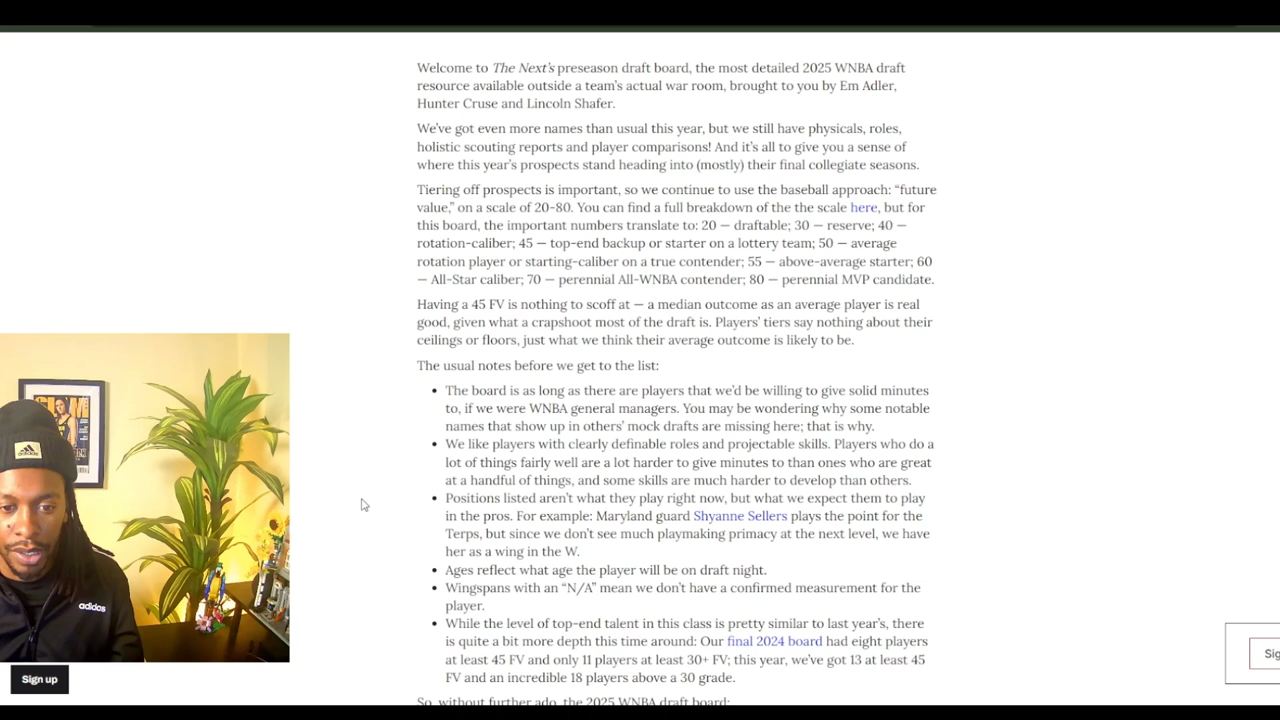 Welcome to The Next's preseason draft board, the most detailed 2025 WNBA draft
resource available outside a team's actual war room, brought to you by Em Adler,
Hunter Cruse and Lincoln Shafer.
We've got even more names than usual this year, but we still have physicals, roles,
holistic scouting reports and player comparisons! And it's all to give you a sense of
where this year's prospects stand heading into (mostly) their final collegiate seasons.
Tiering off prospects is important, so we continue to use the baseball approach: "future
value," on a scale of 20-80. You can find a full breakdown of the the scale here, but for
this board, the important numbers translate to: 20 — draftable; 30 — reserve; 40 —
rotation-caliber; 45 — top-end backup or starter on a lottery team; 50 — average
rotation player or starting-caliber on a true contender; 55 — above-average starter; 60
— All-Star caliber; 70 — perennial All-WNBA contender; 80 — perennial MVP candidate.
Having a 45 FV is nothing to scoff at — a median outcome as an average player is real
good, given what a crapshoot most of the draft is. Players' tiers say nothing about their
ceilings or floors, just what we think their average outcome is likely to be.
The usual notes before we get to the list:
• The board is as long as there are players that we'd be willing to give solid minutes
to, if we were WNBA general managers. You may be wondering why some notable
names that show up in others' mock drafts are missing here; that is why.
• We like players with clearly definable roles and projectable skills. Players who do a
lot of things fairly well are a lot harder to give minutes to than ones who are great
at a handful of things, and some skills are much harder to develop than others.
• Positions listed aren't what they play right now, but what we expect them to play
in the pros. For example: Maryland guard Shyanne Sellers plays the point for the
Terps, but since we don't see much playmaking primacy at the next level, we have
her as a wing in the W.
• Ages reflect what age the player will be on draft night.
• Wingspans with an "N/A" mean we don't have a confirmed measurement for the
player.
• While the level of top-end talent in this class is pretty similar to last year's, there
is quite a bit more depth this time around: Our final 2024 board had eight players
at least 45 FV and only 11 players at least 30+ FV; this year, we've got 13 at least 45
FV and an incredible 18 players above a 30 grade.
So, without further ado, the 2025 WNBA draft board:
SLAM
adidas
adidas
Sign up
Sig